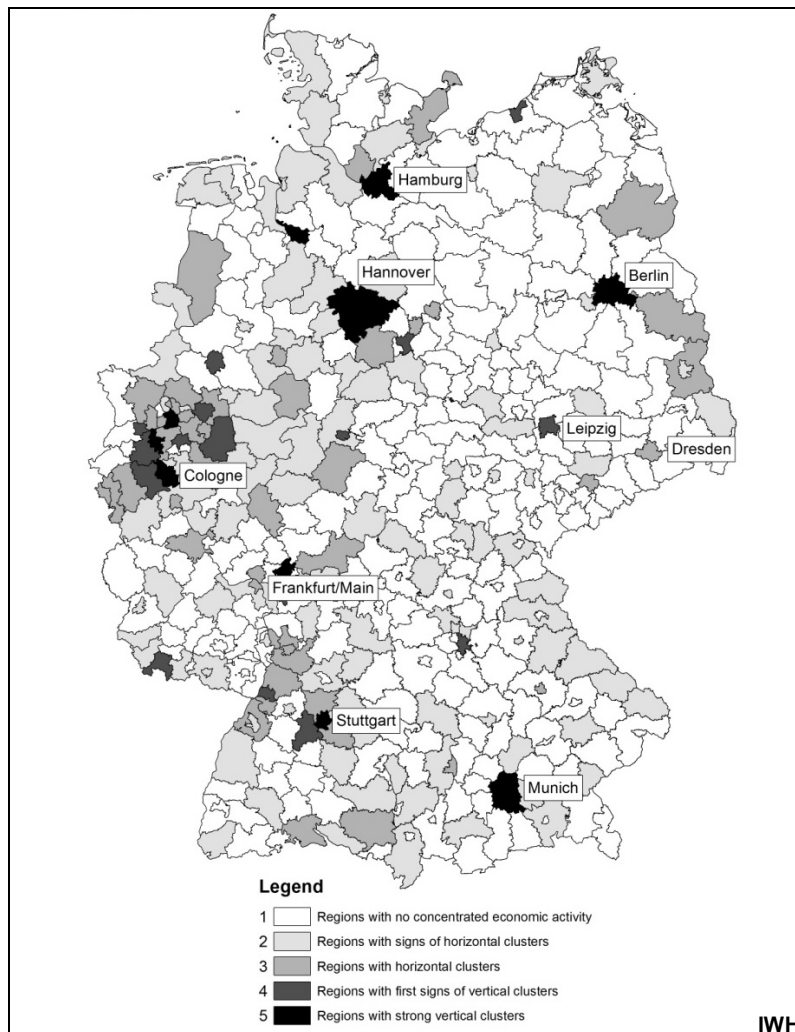 Hamburg
Hannover
Berlin
Leipzig
Dresden
Cologne
Frankfurt/Main
Stuttgart
Munich
Legend
1 Regions with no concentrated economic activity
2 Regions with signs of horizontal clusters
3 Regions with horizontal clusters
4 Regions with first signs of vertical clusters
5 Regions with strong vertical clusters
IWH